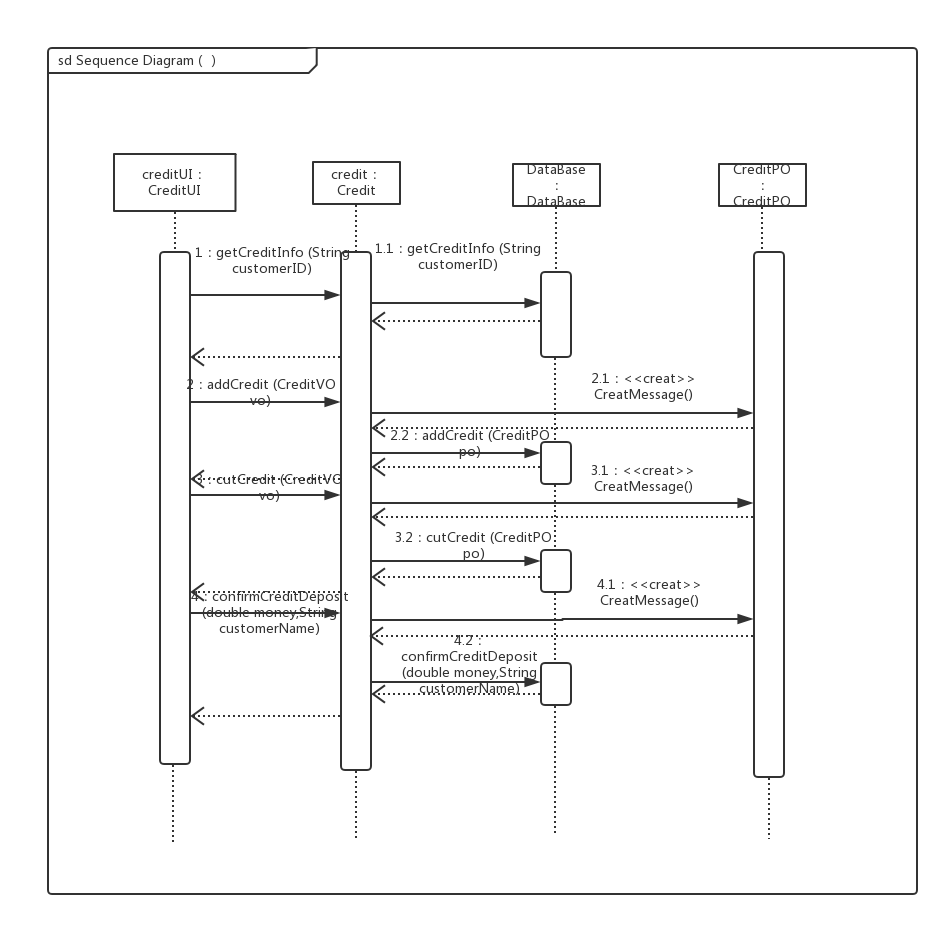 sd Sequence Diagram (  )
creditUI :
CreditUI
credit :
Credit
DataBase
:
DataBase
CreditPO
:
CreditPO
1 : getCreditInfo (String
customerID)
1.1 : getCreditInfo (String
customerID)
2 : addCredit (CreditVO
vo)
2.1 : <<creat>>
CreatMessage()
2.2 : addCredit (CreditPO
po)
3 : cutCredit (CreditVO
vo)
3.1 : <<creat>>
CreatMessage()
3.2 : cutCredit (CreditPO
po)
4 : confirmCreditDeposit
(double money,String
customerName)
4.1 : <<creat>>
CreatMessage()
4.2 :
confirmCreditDeposit
(double money,String
customerName)